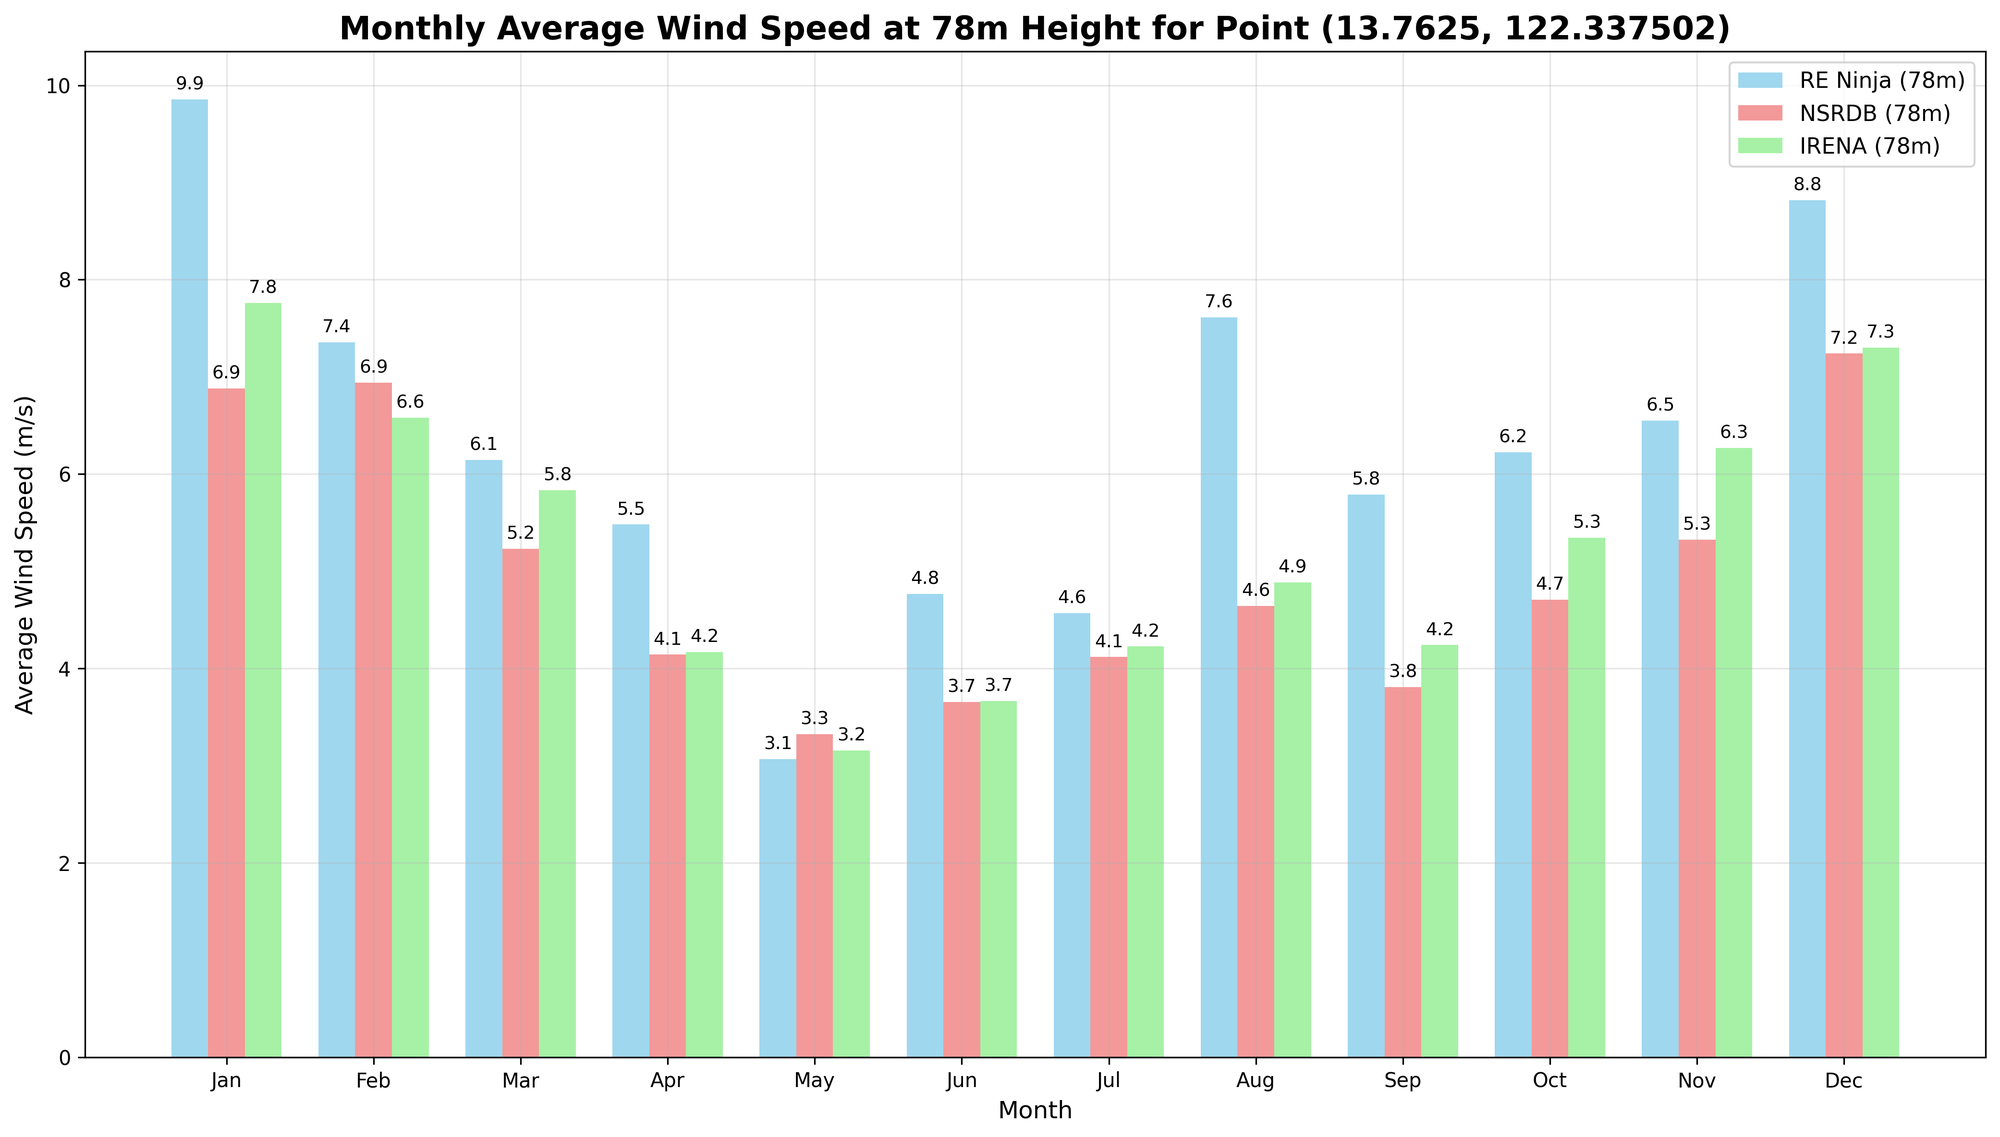 Monthly Average Wind Speed at 78m Height for Point (13.7625, 122.337502)
RE Ninja (78m)
NSRDB (78m)
IRENA (78m)
Average Wind Speed (m/s)
10
8
6
4
2
0
9.9 6.9 7.8
7.4 6.9 6.6
6.1 5.2 5.8
5.5 4.1 4.2
3.1 3.3 3.2
4.8 3.7 3.7
4.6 4.1 4.2
7.6 4.6 4.9
5.8 3.8 4.2
6.2 4.7 5.3
6.5 5.3 6.3
8.8 7.2 7.3
Jan Feb Mar Apr May Jun Jul Aug Sep Oct Nov Dec
Month